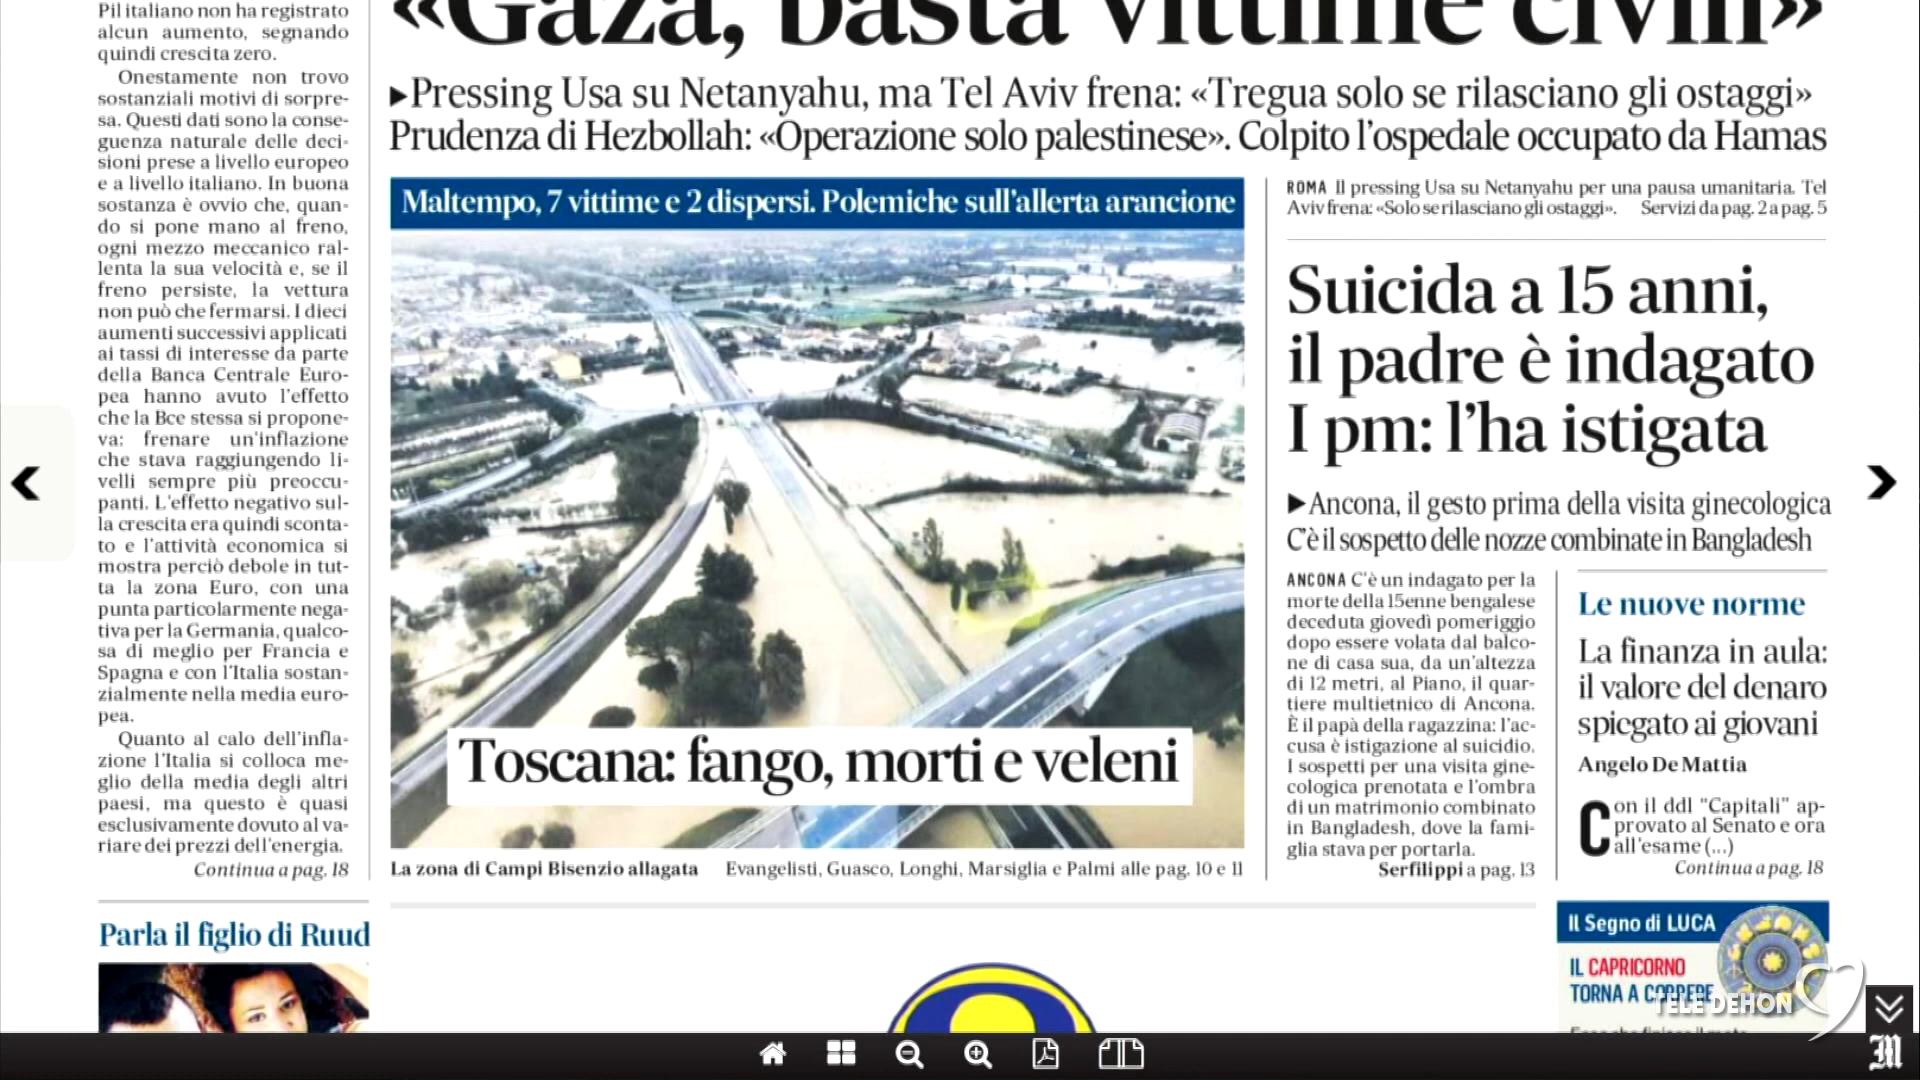 Pil italiano non ha registrato
alcun aumento, segnando
quindi crescita zero.
Onestamente non trovo
sostanziali motivi di sorpre-
sa. Questi dati sono la conse-
guenza naturale delle deci-
sioni prese a livello europeo
e a livello italiano. In buona
sostanza è ovvio che, quan-
do si pone mano al freno,
ogni mezzo meccanico ral-
lenta la sua velocità e, se il
freno persiste, la vettura
non può che fermarsi. I dieci
aumenti successivi applicati
ai tassi di interesse da parte
della Banca Centrale Euro-
pea hanno avuto l'effetto
che la Bce stessa si propone-
va: frenare un'inflazione
che stava raggiungendo li-
velli sempre più preoccu-
panti. L'effetto negativo sul-
la crescita era quindi sconta-
to e l'attività economica si
mostra perciò debole in tut-
ta la zona Euro, con una
punta particolarmente nega-
tiva per la Germania, qualco-
sa di meglio per Francia e
Spagna e con l'Italia sostan-
zialmente nella media euro-
pea.
Quanto al calo dell'infla-
zione l'Italia si colloca me-
glio della media degli altri
paesi, ma questo è quasi
esclusivamente dovuto al va-
riare dei prezzi dell'energia.
Continua a pag. 18
Parla il figlio di Ruud
«Gaza, basta vittime civili»
▶Pressing Usa su Netanyahu, ma Tel Aviv frena: «Tregua solo se rilasciano gli ostaggi»
Prudenza di Hezbollah: «Operazione solo palestinese». Colpito l'ospedale occupato da Hamas
Maltempo, 7 vittime e 2 dispersi. Polemiche sull'allerta arancione
Toscana: fango, morti e veleni
La zona di Campi Bisenzio allagata Evangelisti, Guasco, Longhi, Marsiglia e Palmi alle pag. 10 e 11
ROMA Il pressing Usa su Netanyahu per una pausa umanitaria. Tel
Aviv frena: «Solo se rilasciano gli ostaggi». Servizi da pag. 2 a pag. 5
Suicida a 15 anni,
il padre è indagato
I pm: l'ha istigata
▶Ancona, il gesto prima della visita ginecologica
C'è il sospetto delle nozze combinate in Bangladesh
ANCONA C'è un indagato per la
morte della 15enne bengalese
deceduta giovedì pomeriggio
dopo essere volata dal balco-
ne di casa sua, da un'altezza
di 12 metri, al Piano, il quar-
tiere multietnico di Ancona.
È il papà della ragazzina: l'ac-
cusa è istigazione al suicidio.
I sospetti per una visita gine-
cologica prenotata e l'ombra
di un matrimonio combinato
in Bangladesh, dove la fami-
glia stava per portarla.
Serfilippi a pag. 13
Le nuove norme
La finanza in aula:
il valore del denaro
spiegato ai giovani
Angelo De Mattia
Con il ddl "Capitali" ap-
provato al Senato e ora
all'esame (...)
Continua a pag. 18
Il Segno di LUCA
IL CAPRICORNO
TORNA A CORRERE
TELE DEHON
M